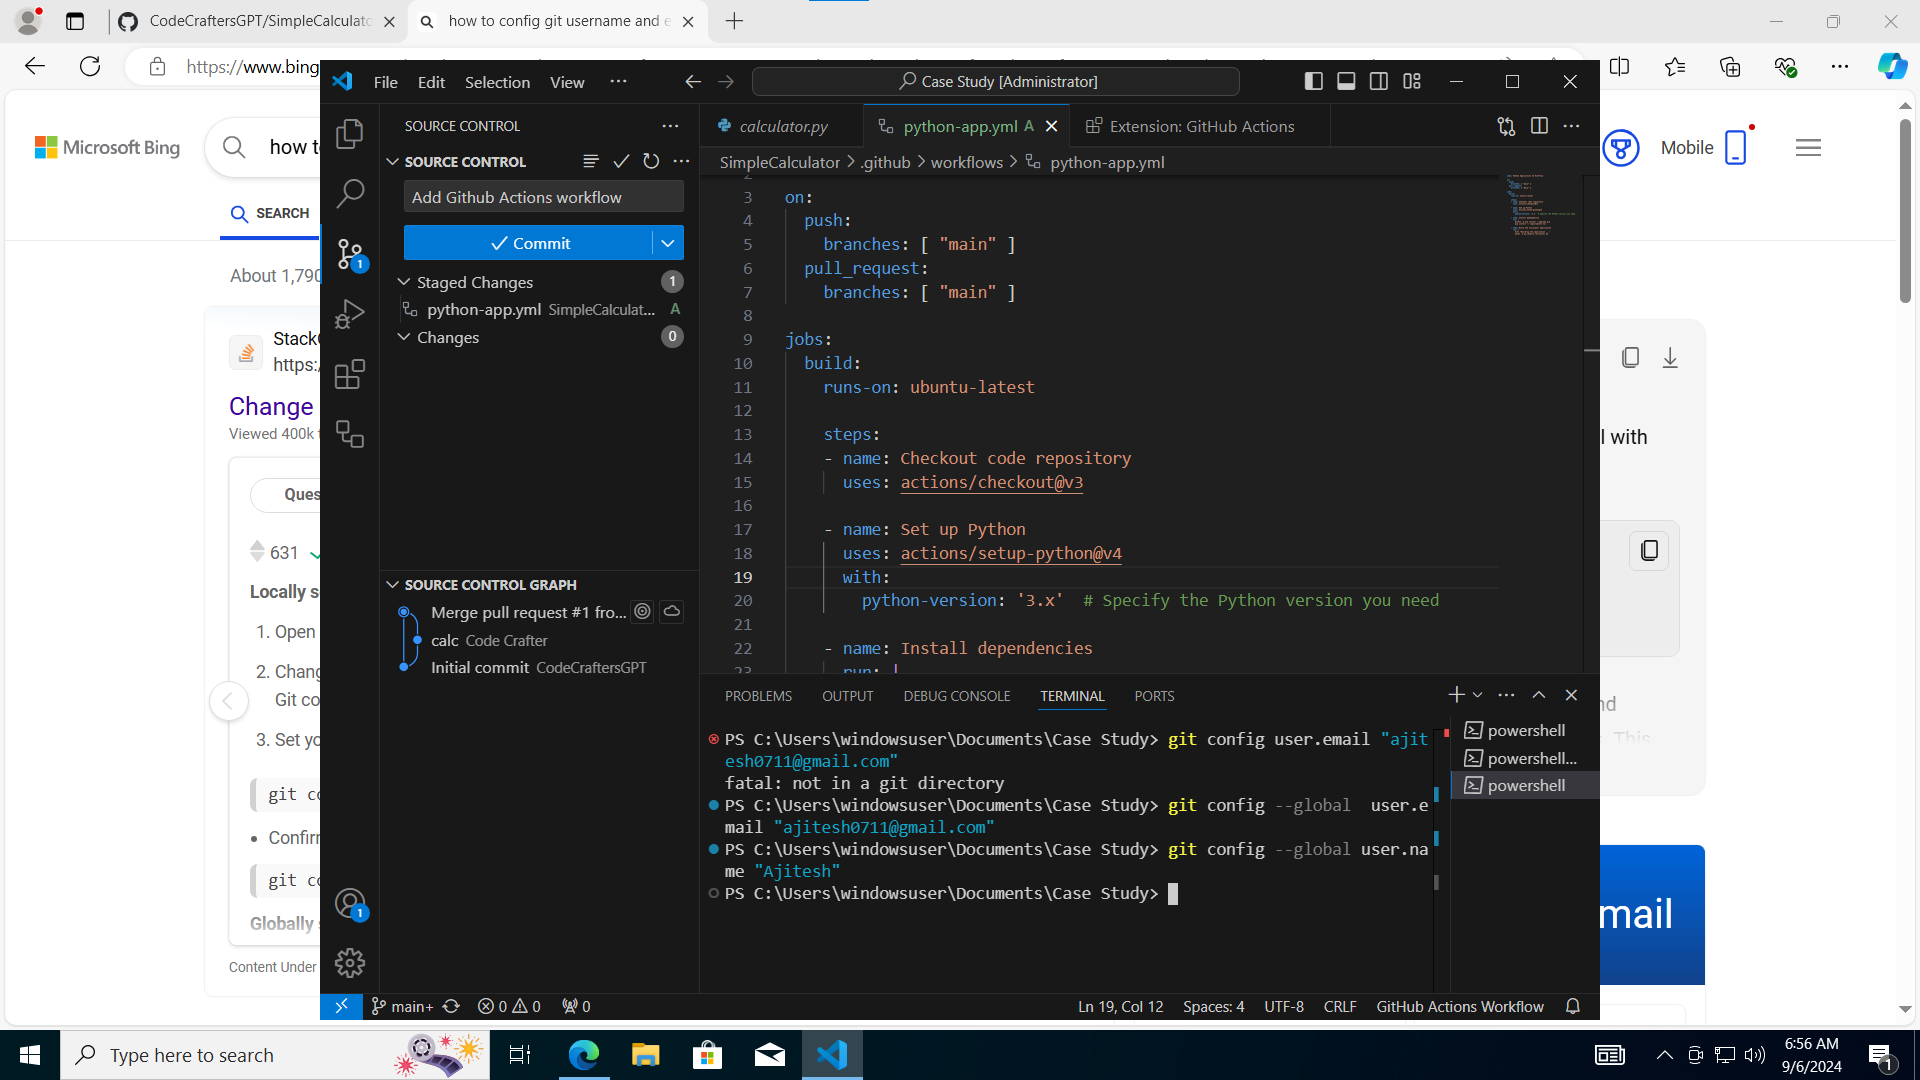 CodeCraftersGPT/SimpleCalculato
how to config git username and e
https://www.bing
File Edit Selection View
Case Study [Administrator]
Microsoft Bing
how t
SEARCH
About 1,790
Mobile
StackO
https:/
Change
Viewed 400k t
Ques
631
Locally s
1. Open
2. Chang
Git co
3. Set yo
git co
Confirm
git co
Globally s
Content Under
l with
nd
This
mail
SOURCE CONTROL
SOURCE CONTROL
Add Github Actions workflow
Commit
Staged Changes 1
python-app.yml SimpleCalculat... A
Changes 0
SOURCE CONTROL GRAPH
Merge pull request #1 fro...
calc Code Crafter
Initial commit CodeCraftersGPT
1
1
calculator.py
python-app.yml A
Extension: GitHub Actions
SimpleCalculator > .github > workflows > python-app.yml
2
3 on:
4 push:
5 branches: [ "main" ]
6 pull_request:
7 branches: [ "main" ]
8
9 jobs:
10 build:
11 runs-on: ubuntu-latest
12
13 steps:
14 - name: Checkout code repository
15 uses: actions/checkout@v3
16
17 - name: Set up Python
18 uses: actions/setup-python@v4
19 with:
20 python-version: '3.x' # Specify the Python version you need
21
22 - name: Install dependencies
23 run: |
PROBLEMS OUTPUT DEBUG CONSOLE TERMINAL PORTS
PS C:\Users\windowsuser\Documents\Case Study> git config user.email "ajit
esh0711@gmail.com"
fatal: not in a git directory
PS C:\Users\windowsuser\Documents\Case Study> git config --global user.e
mail "ajitesh0711@gmail.com"
PS C:\Users\windowsuser\Documents\Case Study> git config --global user.na
me "Ajitesh"
PS C:\Users\windowsuser\Documents\Case Study>
powershell
powershell...
powershell
main+ 0 0 0
Ln 19, Col 12 Spaces: 4 UTF-8 CRLF GitHub Actions Workflow
Type here to search
6:56 AM
9/6/2024
1